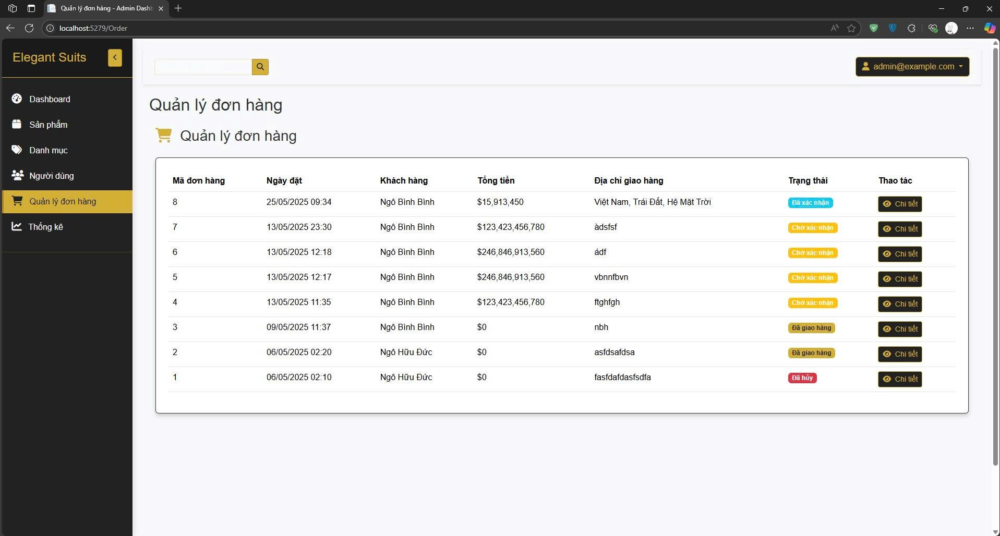 Quản lý đơn hàng - Admin Dashb
localhost:5279/Order
Elegant Suits
admin@example.com
Dashboard
Sản phẩm
Danh mục
Người dùng
Quản lý đơn hàng
Thống kê
Quản lý đơn hàng
Quản lý đơn hàng
Mã đơn hàng Ngày đặt Khách hàng Tổng tiền Địa chỉ giao hàng Trạng thái Thao tác
8 25/05/2025 09:34 Ngô Bình Bình $15,913,450 Việt Nam, Trái Đất, Hệ Mặt Trời Đã xác nhận Chi tiết
7 13/05/2025 23:30 Ngô Bình Bình $123,423,456,780 àdsfsf Chờ xác nhận Chi tiết
6 13/05/2025 12:18 Ngô Bình Bình $246,846,913,560 ádf Chờ xác nhận Chi tiết
5 13/05/2025 12:17 Ngô Bình Bình $246,846,913,560 vbnnfbvn Chờ xác nhận Chi tiết
4 13/05/2025 11:35 Ngô Bình Bình $123,423,456,780 ftghfgh Chờ xác nhận Chi tiết
3 09/05/2025 11:37 Ngô Bình Bình $0 nbh Đã giao hàng Chi tiết
2 06/05/2025 02:20 Ngô Hữu Đức $0 asfdsafdsa Đã giao hàng Chi tiết
1 06/05/2025 02:10 Ngô Hữu Đức $0 fasfdafdasfsdfa Đã hủy Chi tiết